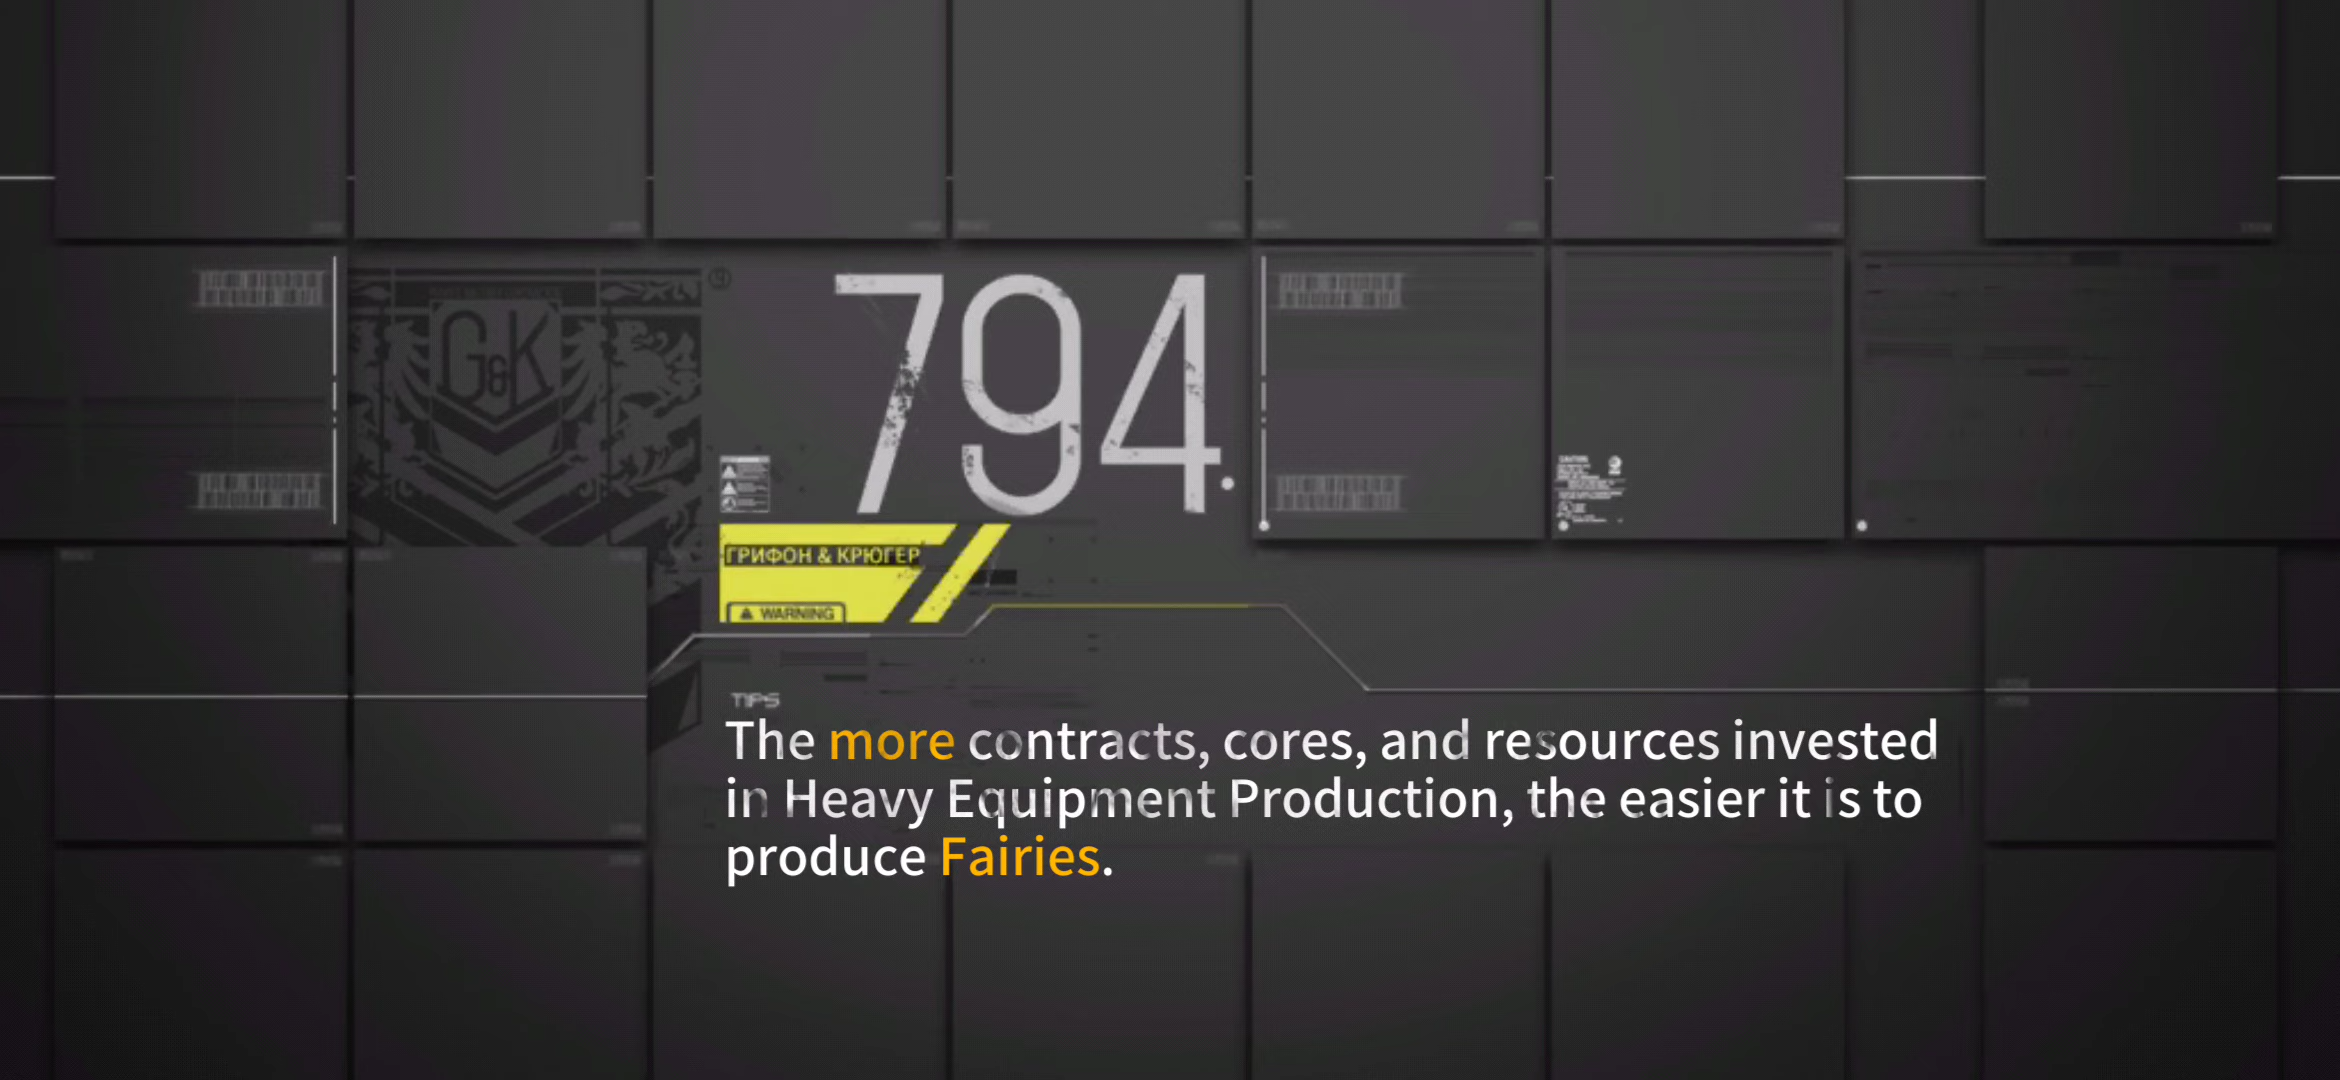 G&K
794.
ГРИФОН & КРЮГЕР
WARNING
TIPS
The more contracts, cores, and resources invested
in Heavy Equipment Production, the easier it is to
produce Fairies.